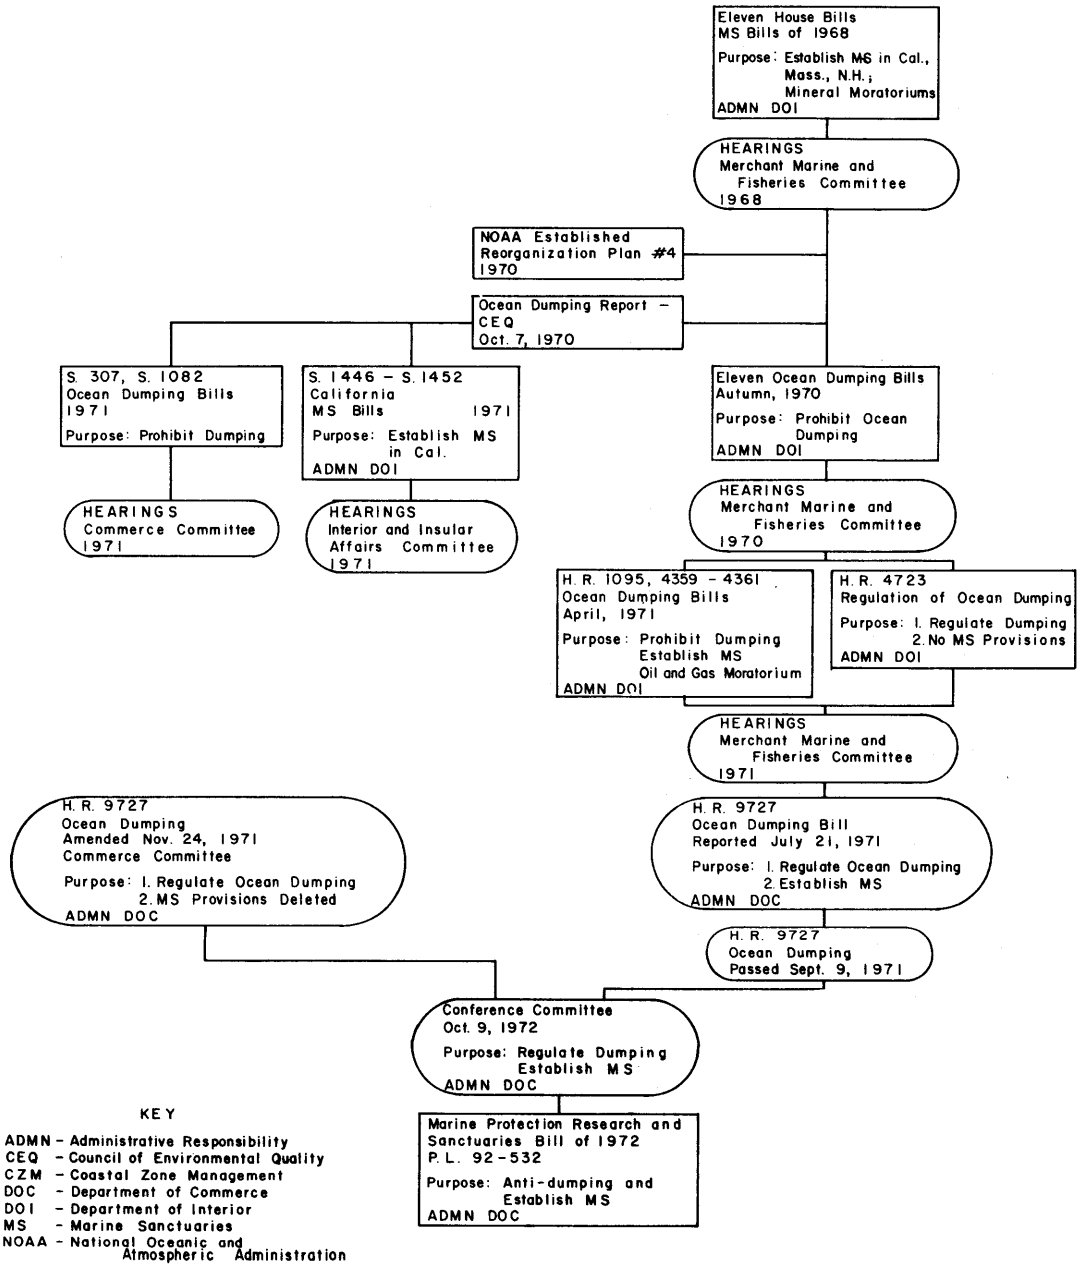 Eleven House Bills
MS Bills of 1968
Purpose: Establish MS in Cal.,
Mass., N.H.;
Mineral Moratoriums
ADMN DOI
HEARINGS
Merchant Marine and
Fisheries Committee
1968
NOAA Established
Reorganization Plan #4
1970
Ocean Dumping Report –
CEQ
Oct. 7, 1970
S. 307, S. 1082
Ocean Dumping Bills
1971
Purpose: Prohibit Dumping
S. 1446 – S. 1452
California
MS Bills 1971
Purpose: Establish MS
in Cal.
ADMN DOI
Eleven Ocean Dumping Bills
Autumn, 1970
Purpose: Prohibit Ocean
Dumping
ADMN DOI
HEARINGS
Commerce Committee
1971
HEARINGS
Interior and Insular
Affairs Committee
1971
HEARINGS
Merchant Marine and
Fisheries Committee
1970
H. R. 1095, 4359 – 4361
Ocean Dumping Bills
April, 1971
Purpose: Prohibit Dumping
Establish MS
Oil and Gas Moratorium
ADMN DOI
H. R. 4723
Regulation of Ocean Dumping
Purpose: 1. Regulate Dumping
2. No MS Provisions
ADMN DOI
HEARINGS
Merchant Marine and
Fisheries Committee
1971
H. R. 9727
Ocean Dumping
Amended Nov. 24, 1971
Commerce Committee
Purpose: 1. Regulate Ocean Dumping
2. MS Provisions Deleted
ADMN DOC
H. R. 9727
Ocean Dumping Bill
Reported July 21, 1971
Purpose: 1. Regulate Ocean Dumping
2. Establish MS
ADMN DOC
H. R. 9727
Ocean Dumping
Passed Sept. 9, 1971
Conference Committee
Oct. 9, 1972
Purpose: Regulate Dumping
Establish MS
ADMN DOC
Marine Protection Research and
Sanctuaries Bill of 1972
P. L. 92-532
Purpose: Anti-dumping and
Establish MS
ADMN DOC
KEY
ADMN – Administrative Responsibility
CEQ – Council of Environmental Quality
CZM – Coastal Zone Management
DOC – Department of Commerce
DOI – Department of Interior
MS – Marine Sanctuaries
NOAA – National Oceanic and
Atmospheric Administration